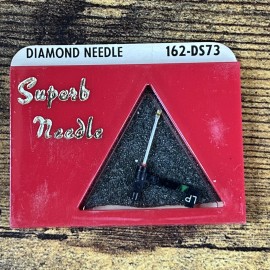 DIAMOND NEEDLE 162-DS73
Superb
Needle
LP